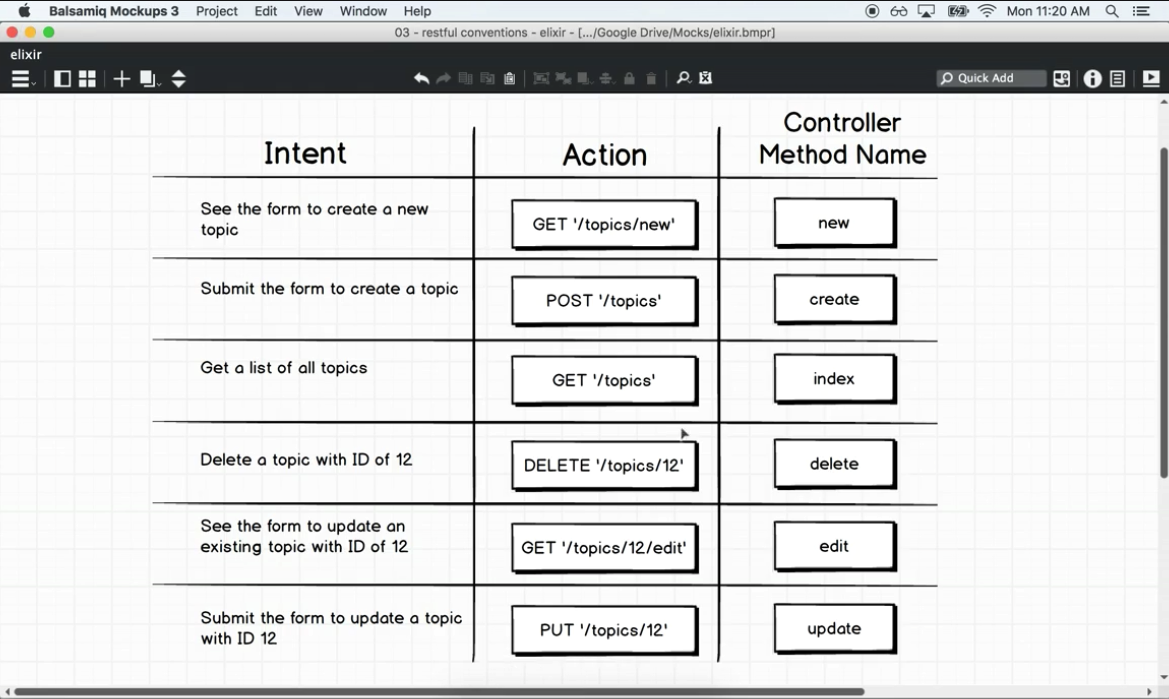 Balsamiq Mockups 3 Project Edit View Window Help Mon 11:20 AM
03 - restful conventions - elixir - [.../Google Drive/Mocks/elixir.bmpr]
elixir
Quick Add
Intent
Action
Controller
Method Name
See the form to create a new
topic
GET '/topics/new'
new
Submit the form to create a topic
POST '/topics'
create
Get a list of all topics
GET '/topics'
index
Delete a topic with ID of 12
DELETE '/topics/12'
delete
See the form to update an
existing topic with ID of 12
GET '/topics/12/edit'
edit
Submit the form to update a topic
with ID 12
PUT '/topics/12'
update